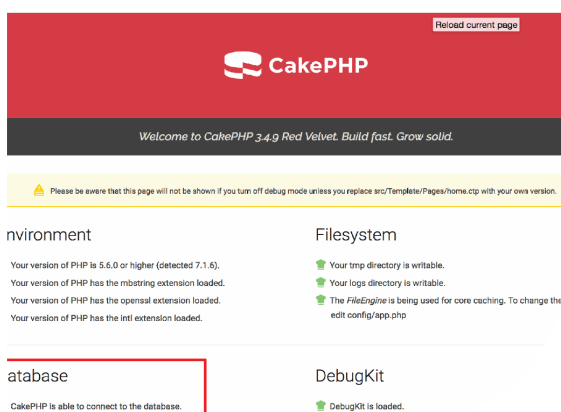 Reload current page
CakePHP
Welcome to CakePHP 3.4.9 Red Velvet. Build fast. Grow solid.
Please be aware that this page will not be shown if you turn off debug mode unless you replace src/Template/Pages/home.ctp with your own version.
nvironment
Your version of PHP is 5.6.0 or higher (detected 7.1.6).
Your version of PHP has the mbstring extension loaded.
Your version of PHP has the openssl extension loaded.
Your version of PHP has the intl extension loaded.
Filesystem
Your tmp directory is writable.
Your logs directory is writable.
The FileEngine is being used for core caching. To change the
edit config/app.php
atabase
CakePHP is able to connect to the database.
DebugKit
DebugKit is loaded.